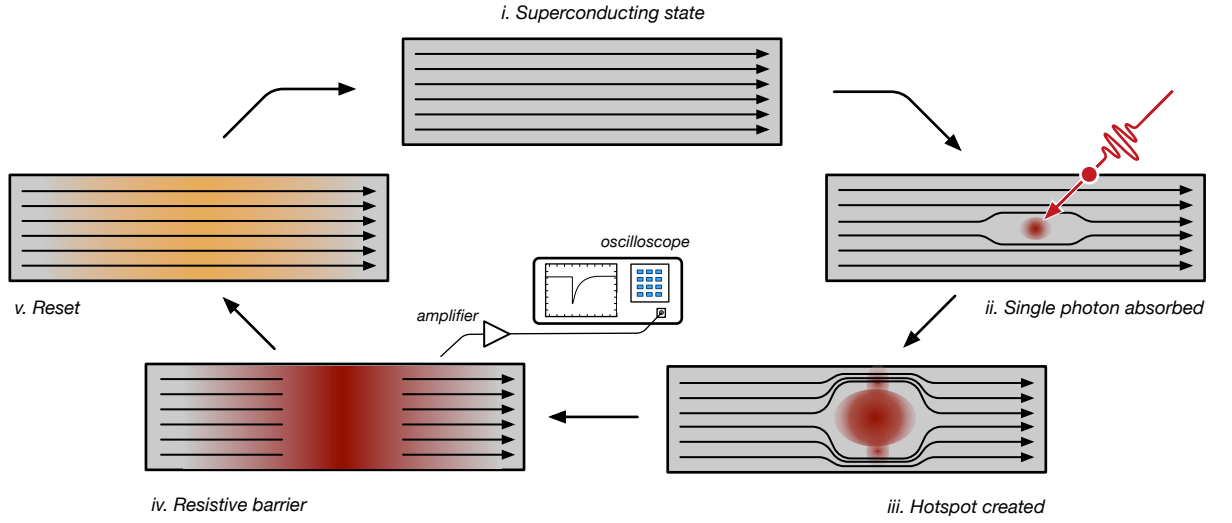 i. Superconducting state
ii. Single photon absorbed
iii. Hotspot created
iv. Resistive barrier
amplifier
oscilloscope
v. Reset